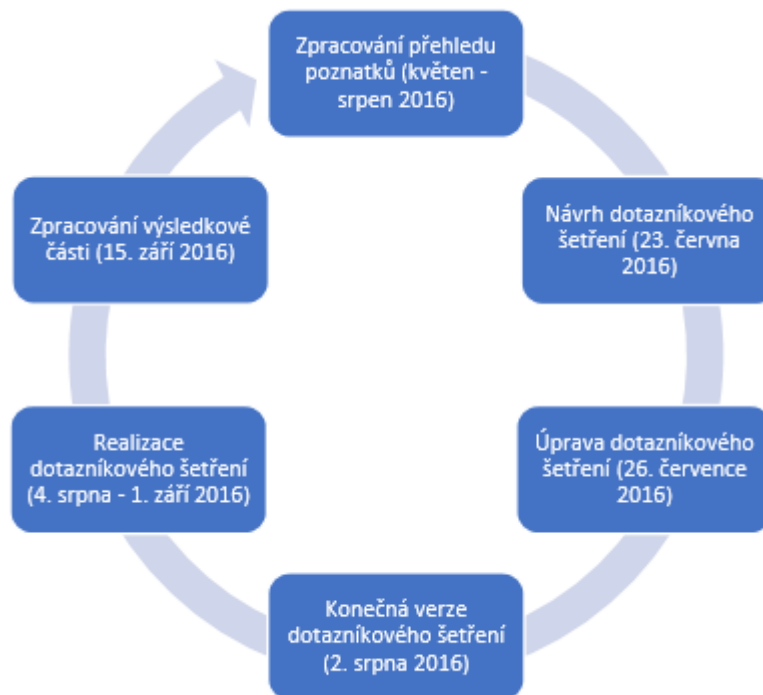 Zpracování přehledu
poznatků (květen -
srpen 2016)
Návrh dotazníkového
šetření (23. června
2016)
Úprava dotazníkového
šetření (26. července
2016)
Konečná verze
dotazníkového šetření
(2. srpna 2016)
Realizace
dotazníkového šetření
(4. srpna - 1. září 2016)
Zpracování výsledkové
části (15. září 2016)